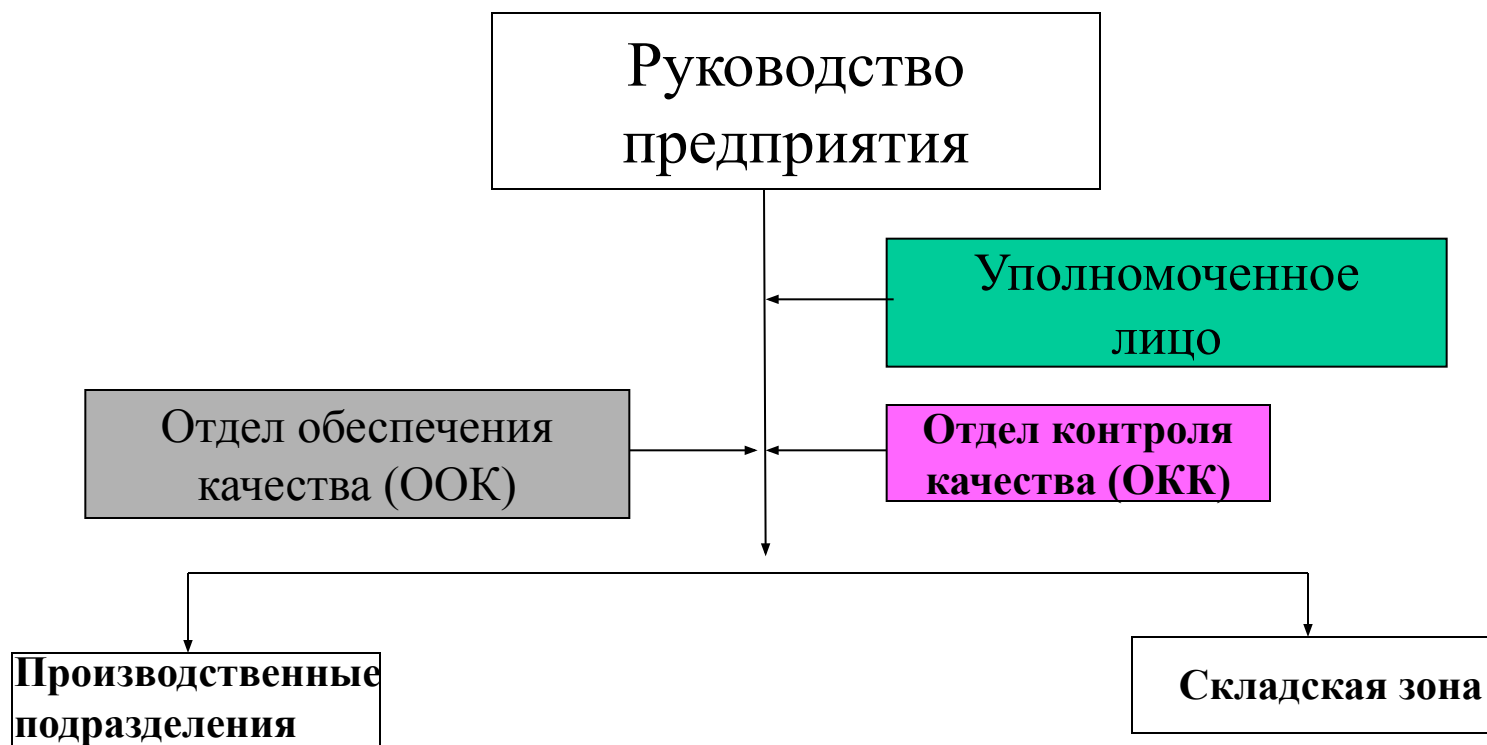 Руководство
предприятия
Уполномоченное
лицо
Отдел обеспечения
качества (ООК)
Отдел контроля
качества (ОКК)
Производственные
подразделения
Складская зона